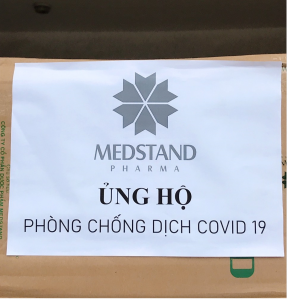 MEDSTAND
PHARMA
ỦNG HỘ
PHÒNG CHỐNG DỊCH COVID 19